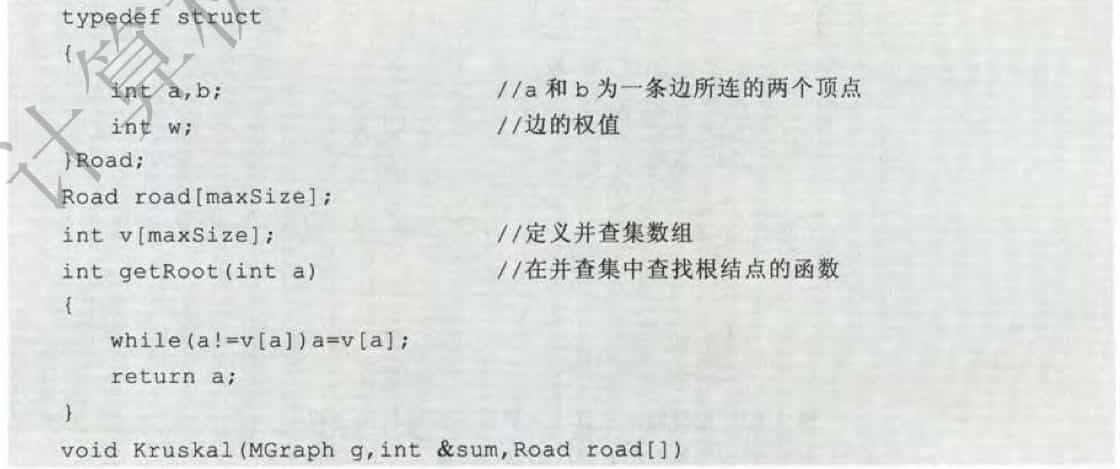 typedef struct
{
int a,b; //a 和 b 为一条边所连的两个顶点
int w; //边的权值
}Road;
Road road[maxSize];
int v[maxSize]; //定义并查集数组
int getRoot(int a) //在并查集中查找根结点的函数
{
while(a!=v[a])a=v[a];
return a;
}
void Kruskal(MGraph g,int &sum,Road road[])
计算机